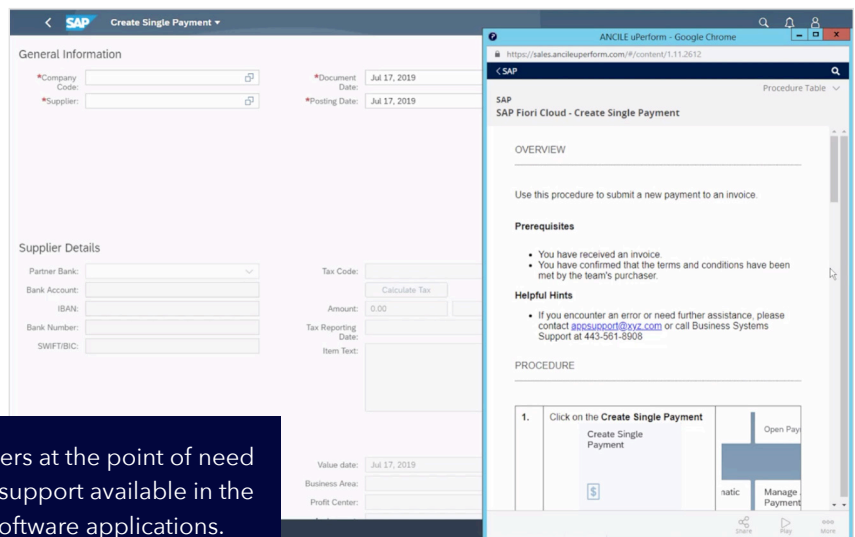 SAP Create Single Payment
General Information
*Company Code:
*Supplier:
*Document Date: Jul 17, 2019
*Posting Date: Jul 17, 2019
Supplier Details
Partner Bank:
Bank Account:
IBAN:
Bank Number:
SWIFT/BIC:
Tax Code:
Calculate Tax
Amount: 0.00
Tax Reporting Date:
Item Text:
Value date: Jul 17, 2019
Business Area:
Profit Center:
ers at the point of need
support available in the
oftware applications.
ANCILE uPerform - Google Chrome
https://sales.ancileuperform.com/#/content/1.11.2612
< SAP
Procedure Table
SAP
SAP Fiori Cloud - Create Single Payment
OVERVIEW
Use this procedure to submit a new payment to an invoice.
Prerequisites
• You have received an invoice.
• You have confirmed that the terms and conditions have been
met by the team's purchaser.
Helpful Hints
• If you encounter an error or need further assistance, please
contact appsupport@xyz.com or call Business Systems
Support at 443-561-8908
PROCEDURE
1. Click on the Create Single Payment
Create Single
Payment
Open Pay
natic
Manage
Payment
Share
Play
More